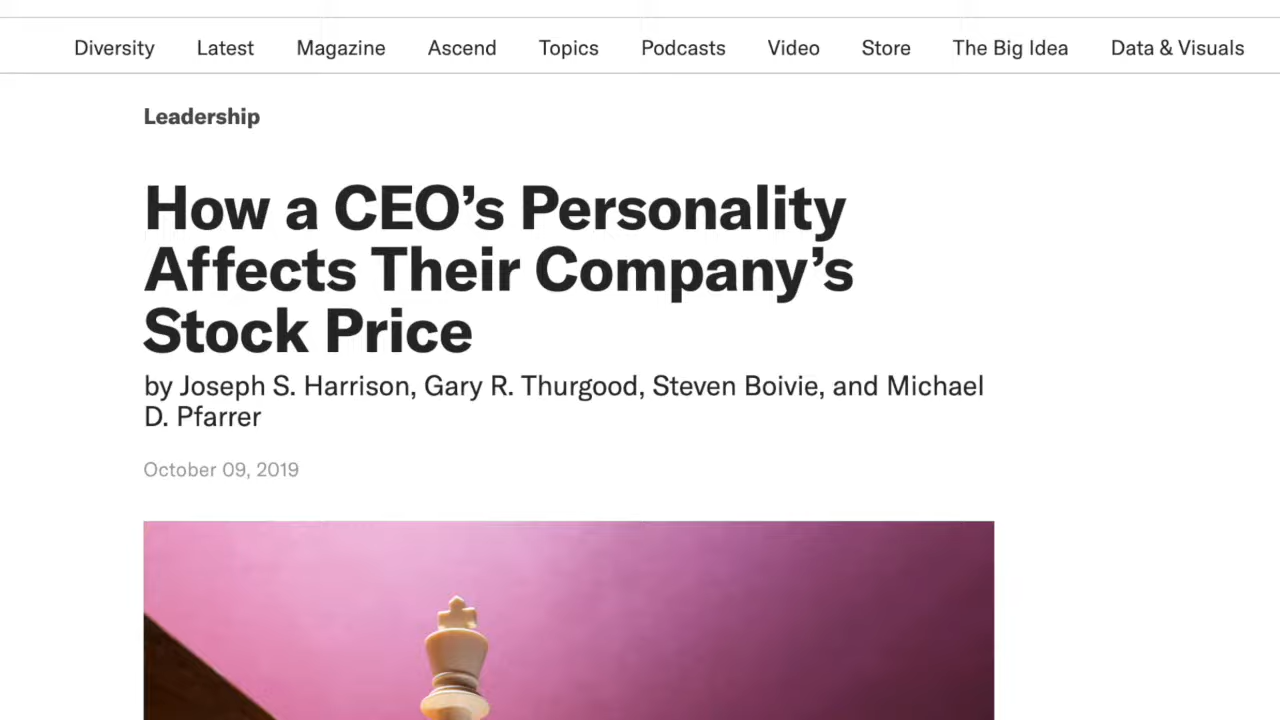 Diversity Latest Magazine Ascend Topics Podcasts Video Store The Big Idea Data & Visuals
Leadership
How a CEO’s Personality
Affects Their Company’s
Stock Price
by Joseph S. Harrison, Gary R. Thurgood, Steven Boivie, and Michael
D. Pfarrer
October 09, 2019